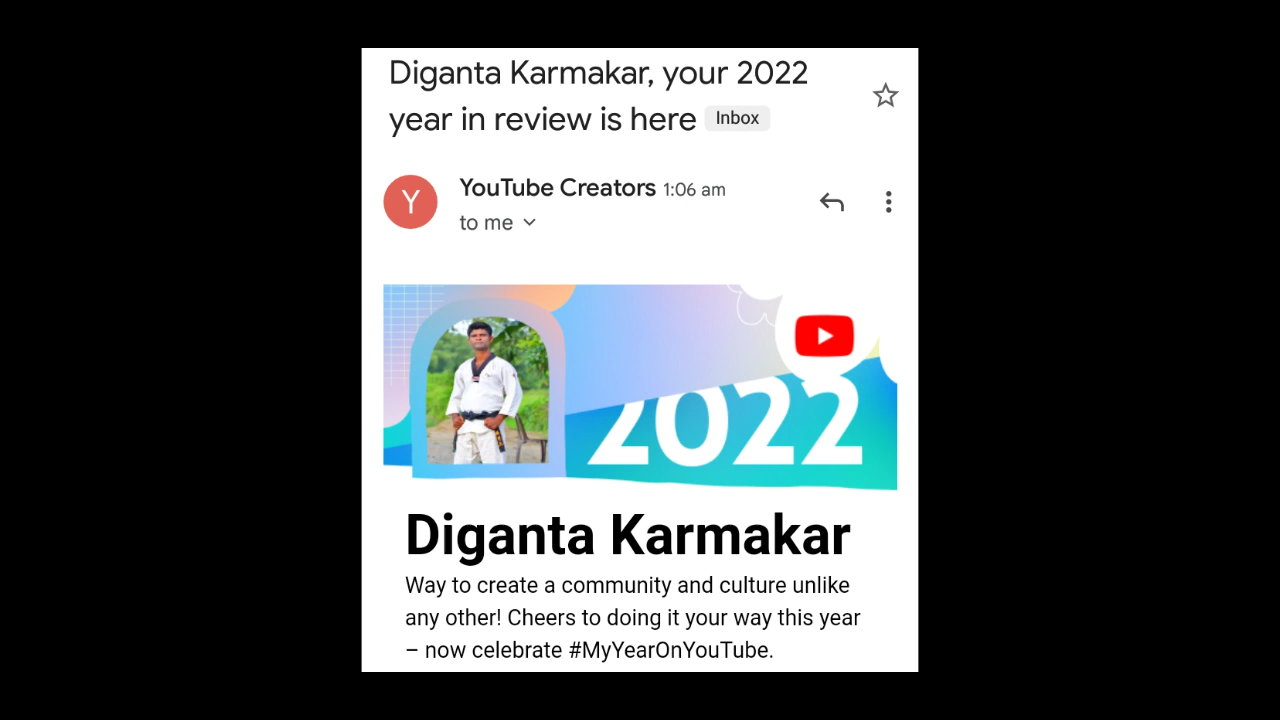 Diganta Karmakar, your 2022
year in review is here Inbox
Y
YouTube Creators 1:06 am
to me
2022
Diganta Karmakar
Way to create a community and culture unlike
any other! Cheers to doing it your way this year
– now celebrate #MyYearOnYouTube.